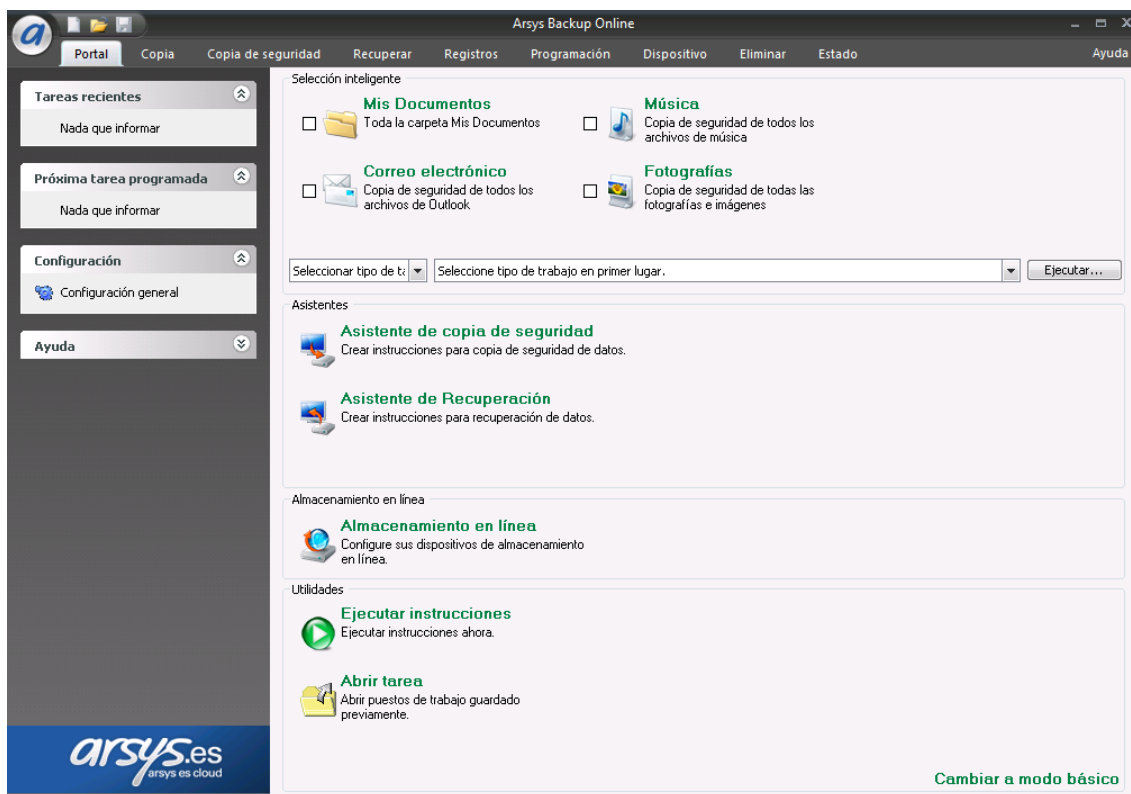 Arsys Backup Online
Portal Copia Copia de seguridad Recuperar Registros Programación Dispositivo Eliminar Estado Ayuda
Tareas recientes
Nada que informar
Próxima tarea programada
Nada que informar
Configuración
Configuración general
Ayuda
arsys.es
arsys es cloud
Selección inteligente
Mis Documentos
Toda la carpeta Mis Documentos
Música
Copia de seguridad de todos los
archivos de música
Correo electrónico
Copia de seguridad de todos los
archivos de Outlook
Fotografías
Copia de seguridad de todas las
fotografías e imágenes
Seleccionar tipo de ta Seleccione tipo de trabajo en primer lugar. Ejecutar...
Asistentes
Asistente de copia de seguridad
Crear instrucciones para copia de seguridad de datos.
Asistente de Recuperación
Crear instrucciones para recuperación de datos.
Almacenamiento en línea
Almacenamiento en línea
Configure sus dispositivos de almacenamiento
en línea.
Utilidades
Ejecutar instrucciones
Ejecutar instrucciones ahora.
Abrir tarea
Abrir puestos de trabajo guardado
previamente.
Cambiar a modo básico